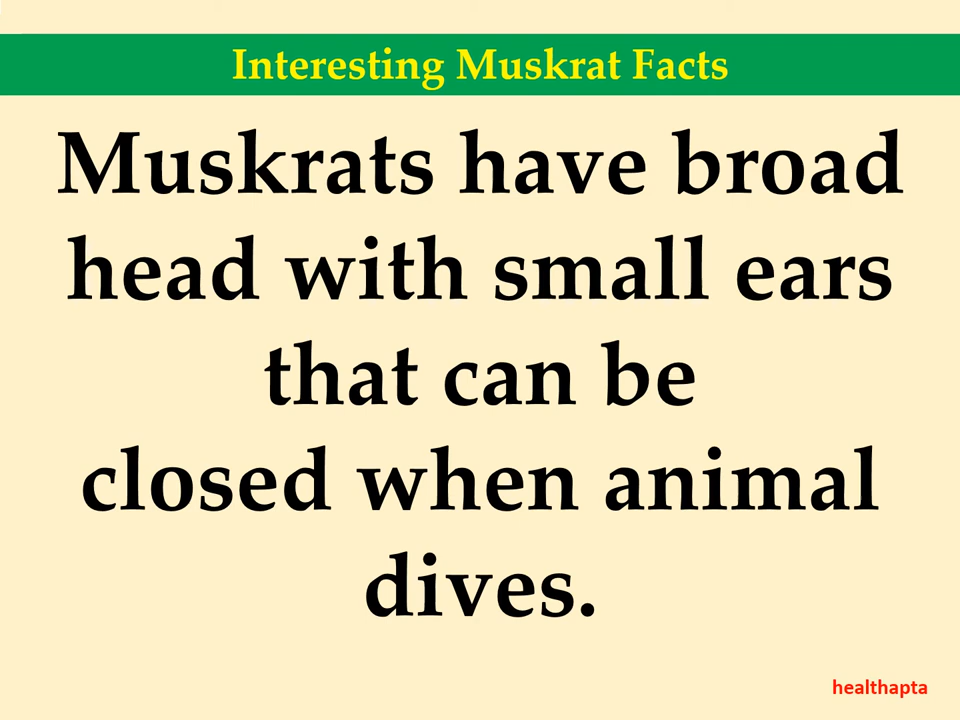 Interesting Muskrat Facts
Muskrats have broad
head with small ears
that can be
closed when animal
dives.
healthapta